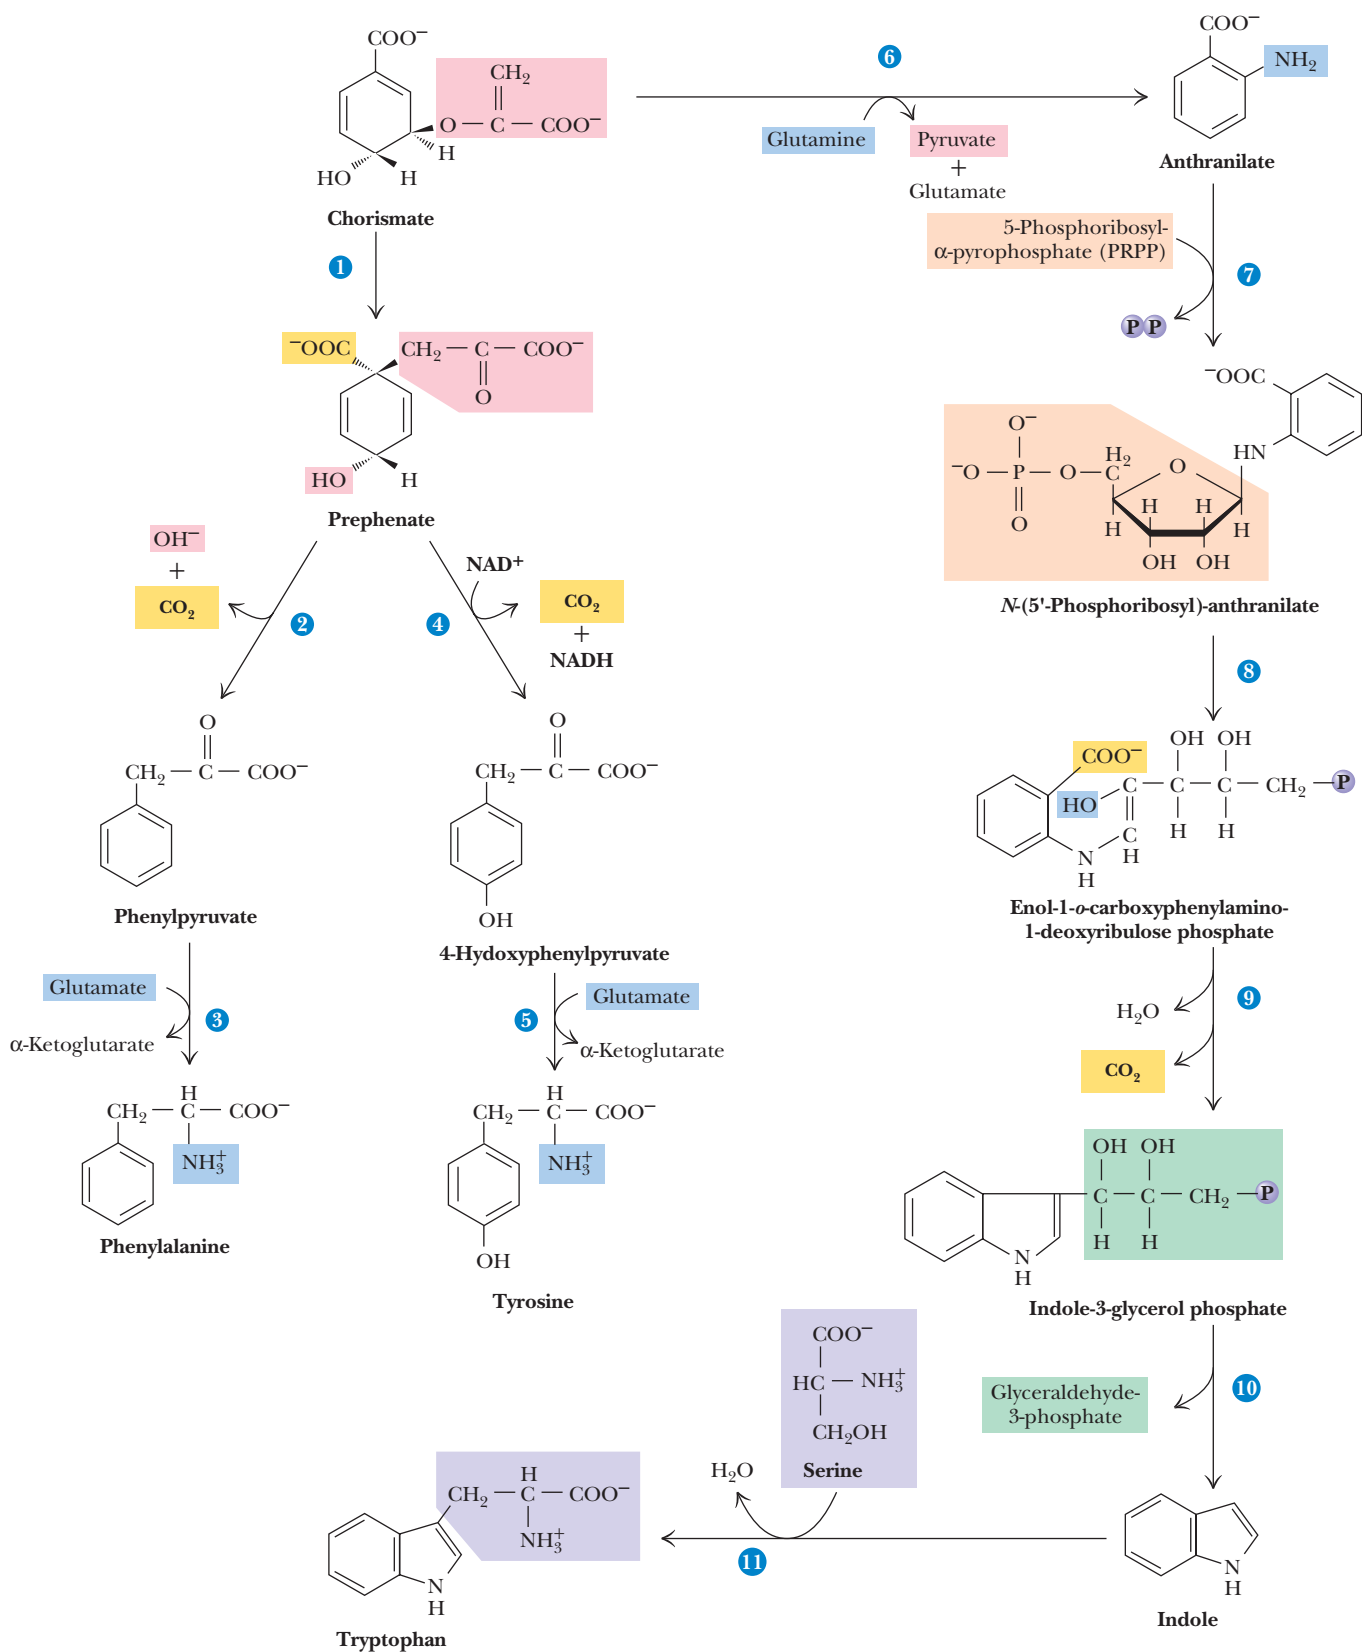 COO⁻
CH₂
O — C — COO⁻
H
HO
H
Chorismate
6
Glutamine
Pyruvate
+
Glutamate
COO⁻
NH₂
Anthranilate
1
5-Phosphoribosyl-
α-pyrophosphate (PRPP)
7
P P
⁻OOC
CH₂ — C — COO⁻
O
HO
H
Prephenate
⁻OOC
HN
O⁻
⁻O — P — O — C
H₂
O
O
H H
H H
OH OH
N-(5'-Phosphoribosyl)-anthranilate
OH⁻
+
CO₂
2
NAD⁺
4
CO₂
+
NADH
8
O
CH₂ — C — COO⁻
Phenylpyruvate
O
CH₂ — C — COO⁻
OH
4-Hydoxyphenylpyruvate
COO⁻
OH OH
HO C — C — C — CH₂ — P
H H
C
H
N
H
Enol-1-o-carboxyphenylamino-
1-deoxyribulose phosphate
Glutamate
3
α-Ketoglutarate
Glutamate
5
α-Ketoglutarate
H₂O
9
CO₂
H
CH₂ — C — COO⁻
NH₃⁺
Phenylalanine
H
CH₂ — C — COO⁻
NH₃⁺
OH
Tyrosine
OH OH
C — C — CH₂ — P
H H
N
H
Indole-3-glycerol phosphate
COO⁻
HC — NH₃⁺
CH₂OH
Serine
Glyceraldehyde-
3-phosphate
10
H₂O
11
H
CH₂ — C — COO⁻
NH₃⁺
N
H
Tryptophan
N
H
Indole